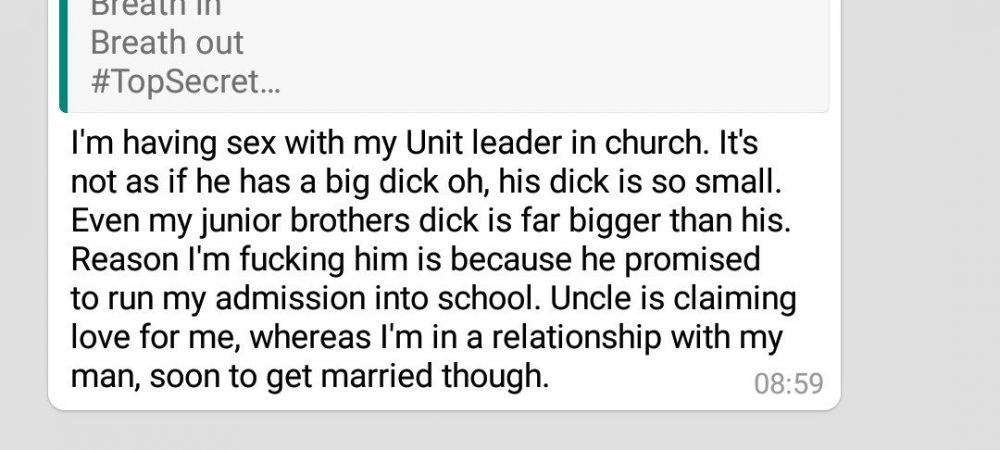 Breath in
Breath out
#TopSecret...
I'm having sex with my Unit leader in church. It's
not as if he has a big dick oh, his dick is so small.
Even my junior brothers dick is far bigger than his.
Reason I'm fucking him is because he promised
to run my admission into school. Uncle is claiming
love for me, whereas I'm in a relationship with my
man, soon to get married though.
08:59